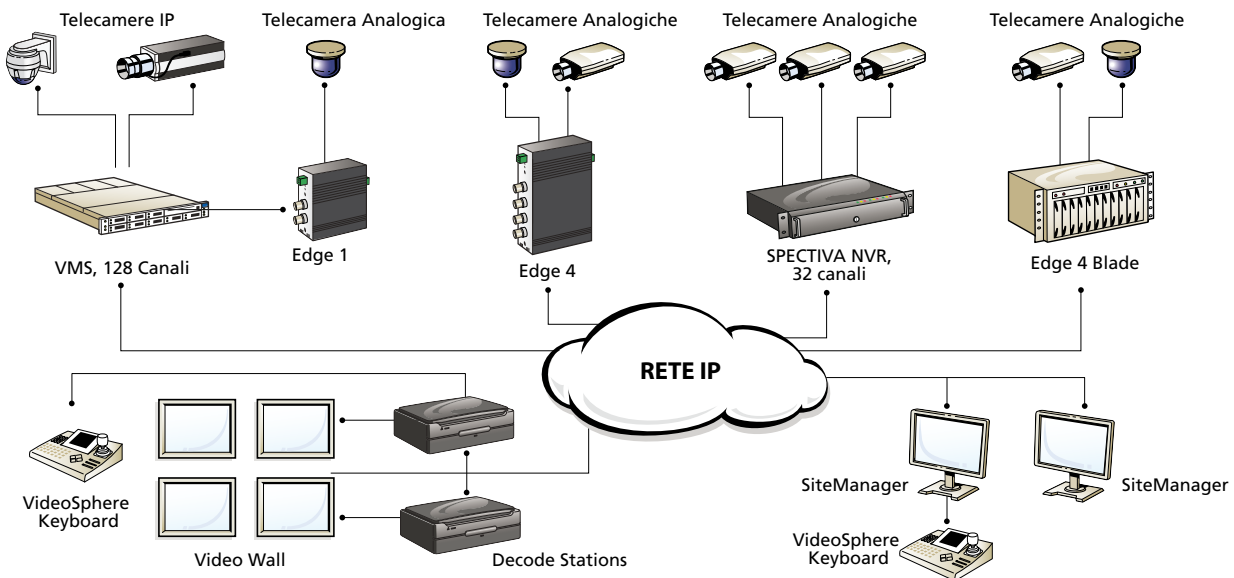 Telecamere IP
Telecamera Analogica
Telecamere Analogiche
Telecamere Analogiche
Telecamere Analogiche
VMS, 128 Canali
Edge 1
Edge 4
SPECTIVA NVR,
32 canali
Edge 4 Blade
RETE IP
VideoSphere
Keyboard
Video Wall
Decode Stations
SiteManager
SiteManager
VideoSphere
Keyboard